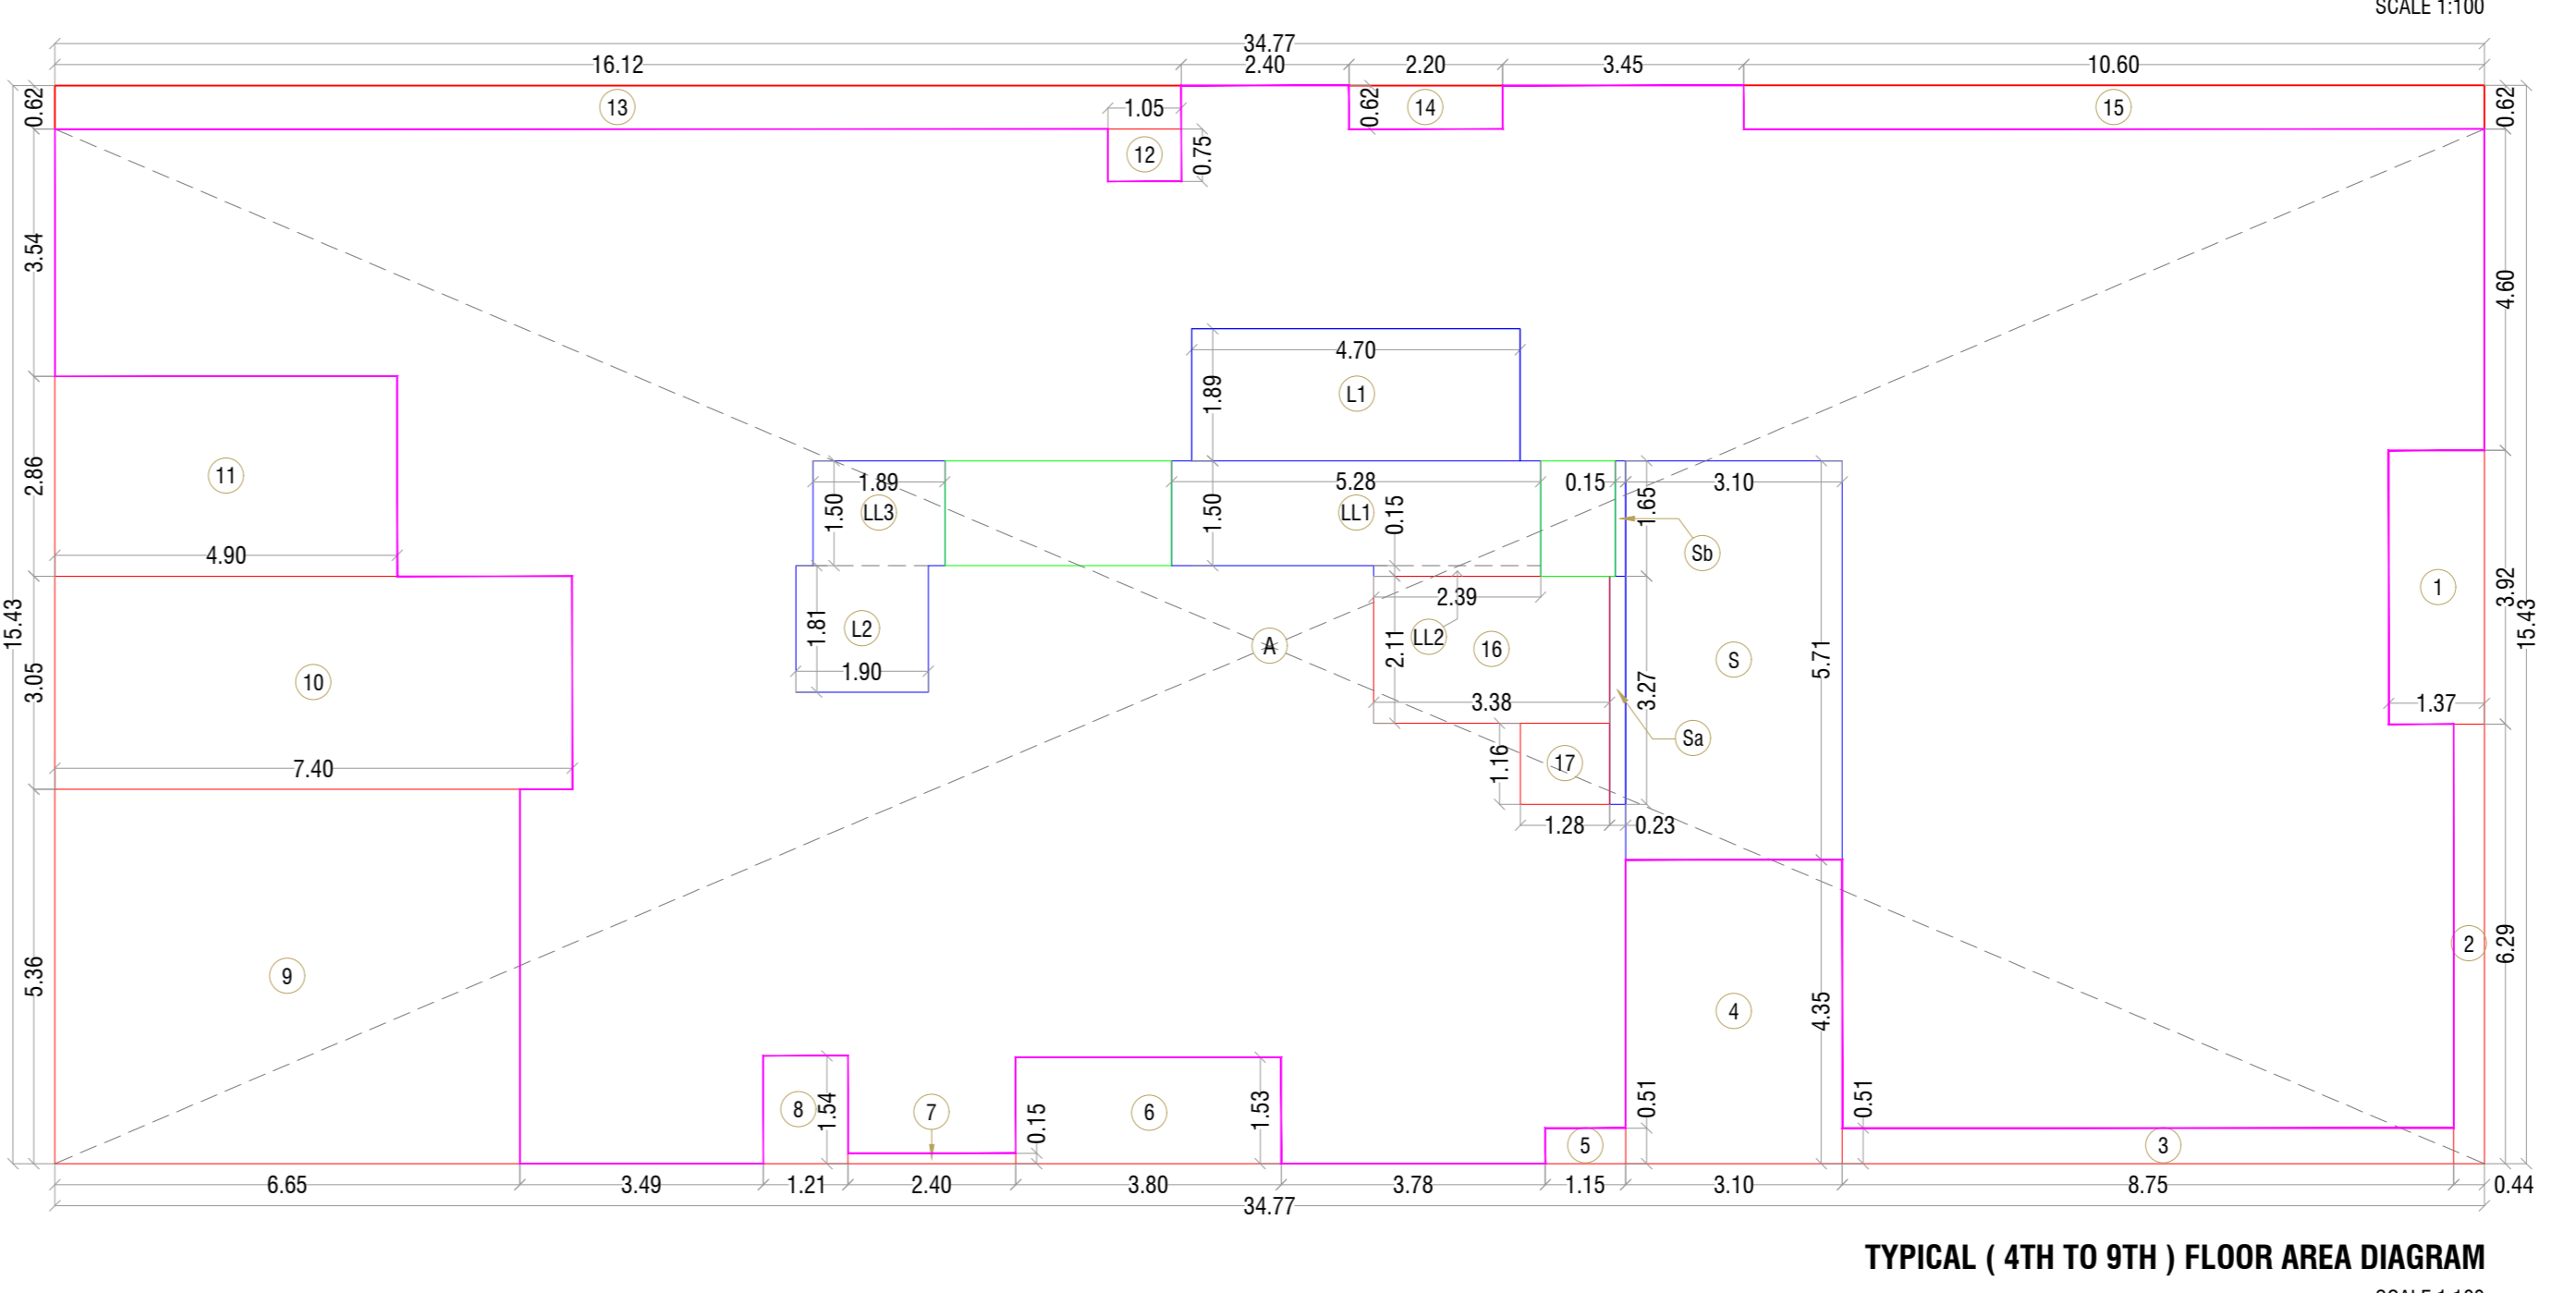 SCALE 1:100
34.77
16.12 2.40 2.20 3.45 10.60
0.62 13 1.05 0.62 14 15 0.62
12 0.75
3.54 4.60
4.70
1.89 L1
11 2.86 1.89 5.28 0.15 3.10
1.50 LL3 1.50 LL1 0.15 1.65
Sb
4.90
15.43 1 3.92 15.43
2.39
1.81 L2 A 2.11 LL2 16 S 5.71
1.90 3.38 3.27 1.37
3.05 10
Sa
7.40 1.16 17
1.28 0.23
2 6.29
5.36 9 4 4.35
8 1.54 7 0.15 6 1.53 0.51 0.51
5 3
6.65 3.49 1.21 2.40 3.80 3.78 1.15 3.10 8.75 0.44
34.77
TYPICAL ( 4TH TO 9TH ) FLOOR AREA DIAGRAM
SCALE 1:100